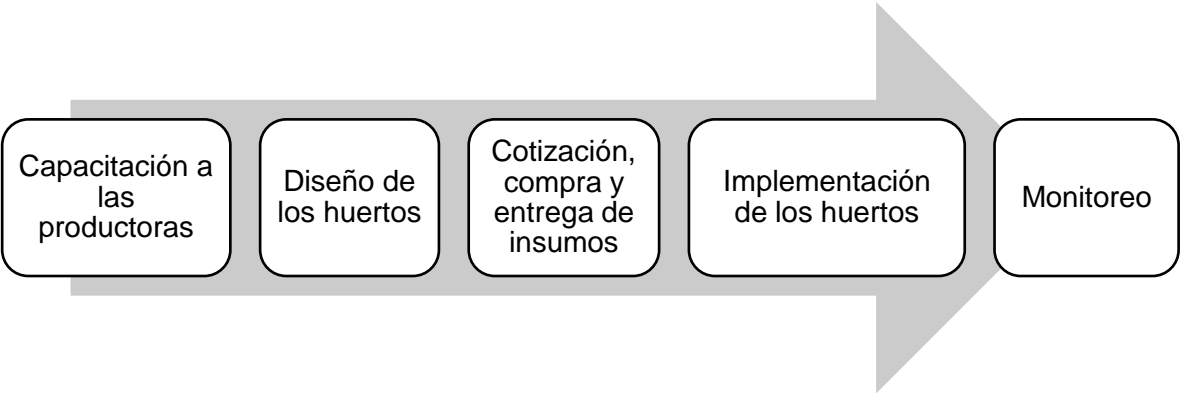 Capacitación a
las
productoras
Diseño de
los huertos
Cotización,
compra y
entrega de
insumos
Implementación
de los huertos
Monitoreo